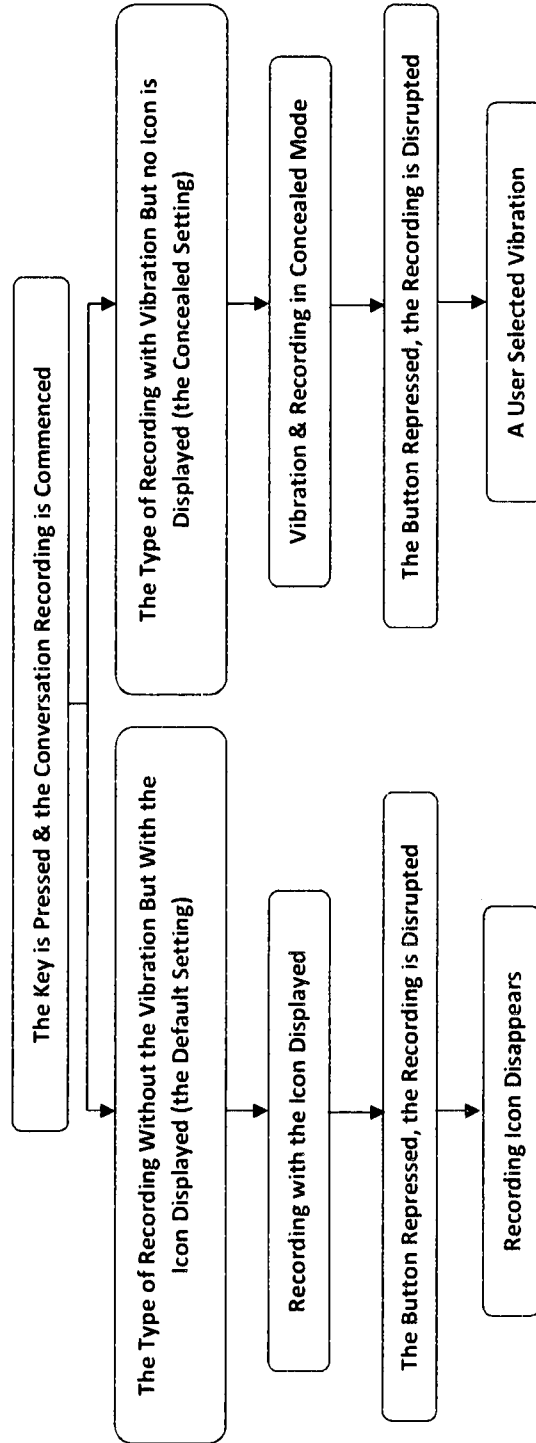 The Key is Pressed & the Conversation Recording is Commenced
The Type of Recording Without the Vibration But With the
Icon Displayed (the Default Setting)
Recording with the Icon Displayed
The Button Repressed, the Recording is Disrupted
Recording Icon Disappears
The Type of Recording with Vibration But no Icon is
Displayed (the Concealed Setting)
Vibration & Recording in Concealed Mode
The Button Repressed, the Recording is Disrupted
A User Selected Vibration